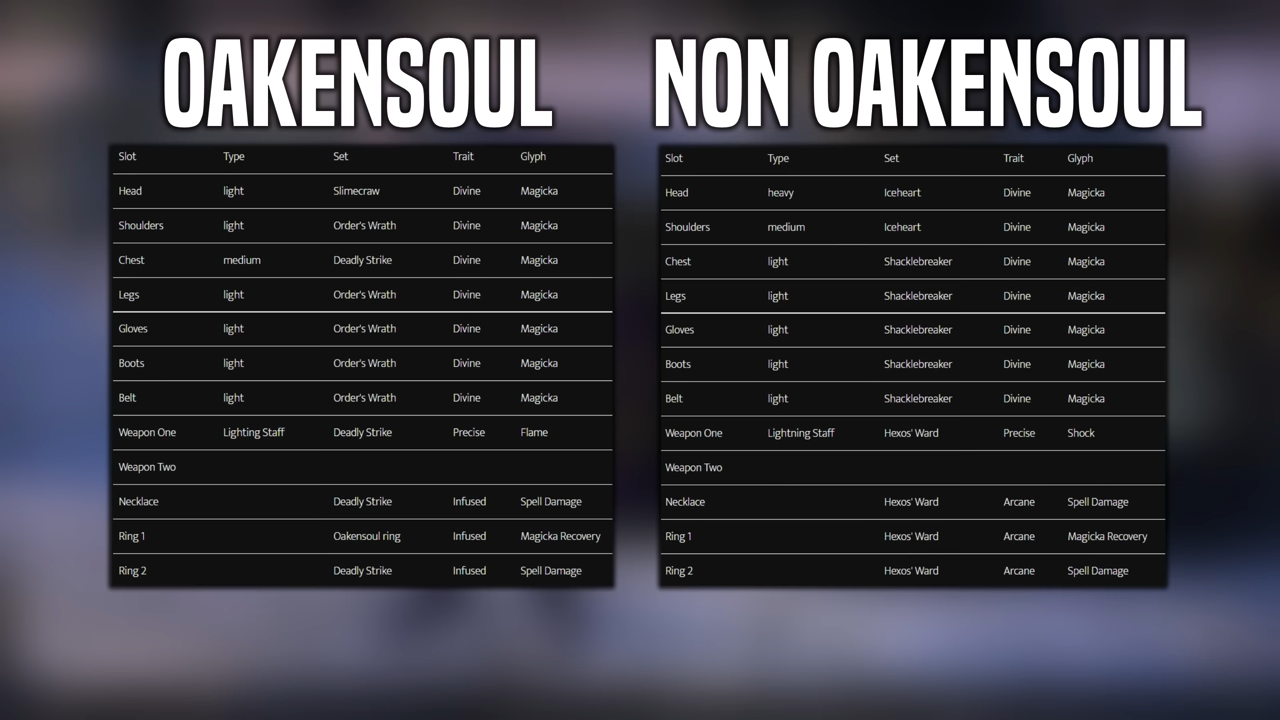 OAKENSOUL
Slot Type Set Trait Glyph
Head light Slimecraw Divine Magicka
Shoulders light Order's Wrath Divine Magicka
Chest medium Deadly Strike Divine Magicka
Legs light Order's Wrath Divine Magicka
Gloves light Order's Wrath Divine Magicka
Boots light Order's Wrath Divine Magicka
Belt light Order's Wrath Divine Magicka
Weapon One Lighting Staff Deadly Strike Precise Flame
Weapon Two
Necklace Deadly Strike Infused Spell Damage
Ring 1 Oakensoul ring Infused Magicka Recovery
Ring 2 Deadly Strike Infused Spell Damage
NON OAKENSOUL
Slot Type Set Trait Glyph
Head heavy Iceheart Divine Magicka
Shoulders medium Iceheart Divine Magicka
Chest light Shacklebreaker Divine Magicka
Legs light Shacklebreaker Divine Magicka
Gloves light Shacklebreaker Divine Magicka
Boots light Shacklebreaker Divine Magicka
Belt light Shacklebreaker Divine Magicka
Weapon One Lightning Staff Hexos' Ward Precise Shock
Weapon Two
Necklace Hexos' Ward Arcane Spell Damage
Ring 1 Hexos' Ward Arcane Magicka Recovery
Ring 2 Hexos' Ward Arcane Spell Damage